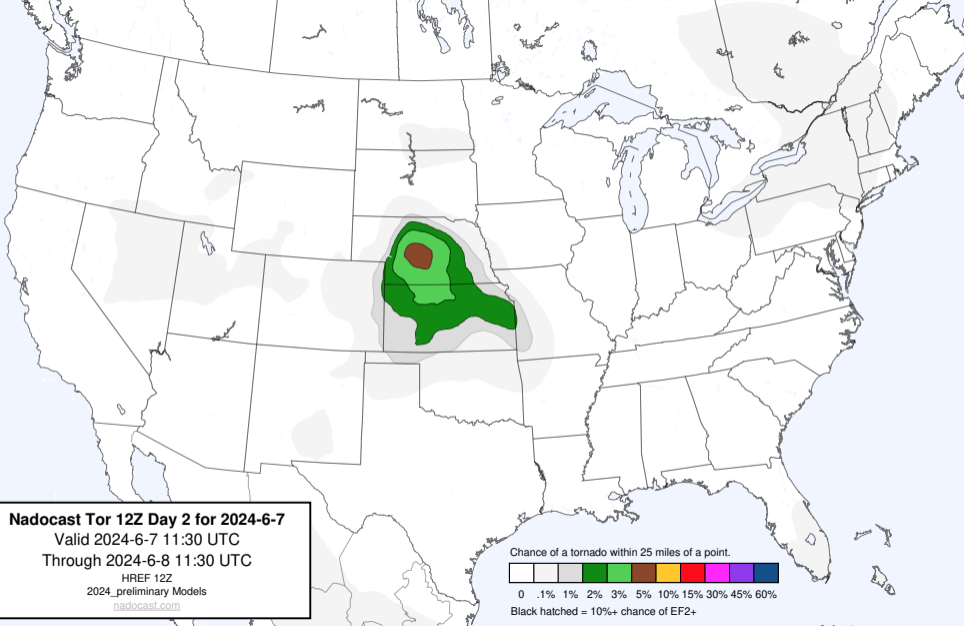 Nadocast Tor 12Z Day 2 for 2024-6-7
Valid 2024-6-7 11:30 UTC
Through 2024-6-8 11:30 UTC
HREF 12Z
2024_preliminary Models
nadocast.com
Chance of a tornado within 25 miles of a point.
0 .1% 1% 2% 3% 5% 10% 15% 30% 45% 60%
Black hatched = 10%+ chance of EF2+